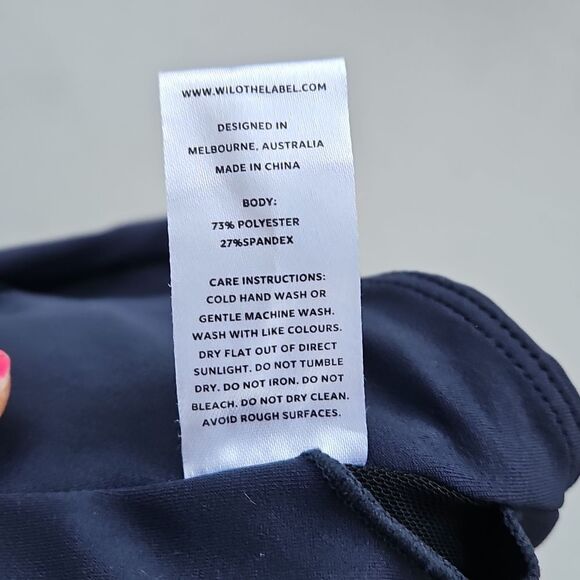 WWW.WILOTHELABEL.COM
DESIGNED IN
MELBOURNE, AUSTRALIA
MADE IN CHINA
BODY:
73% POLYESTER
27%SPANDEX
CARE INSTRUCTIONS:
COLD HAND WASH OR
GENTLE MACHINE WASH.
WASH WITH LIKE COLOURS.
DRY FLAT OUT OF DIRECT
SUNLIGHT. DO NOT TUMBLE
DRY. DO NOT IRON. DO NOT
BLEACH. DO NOT DRY CLEAN.
AVOID ROUGH SURFACES.